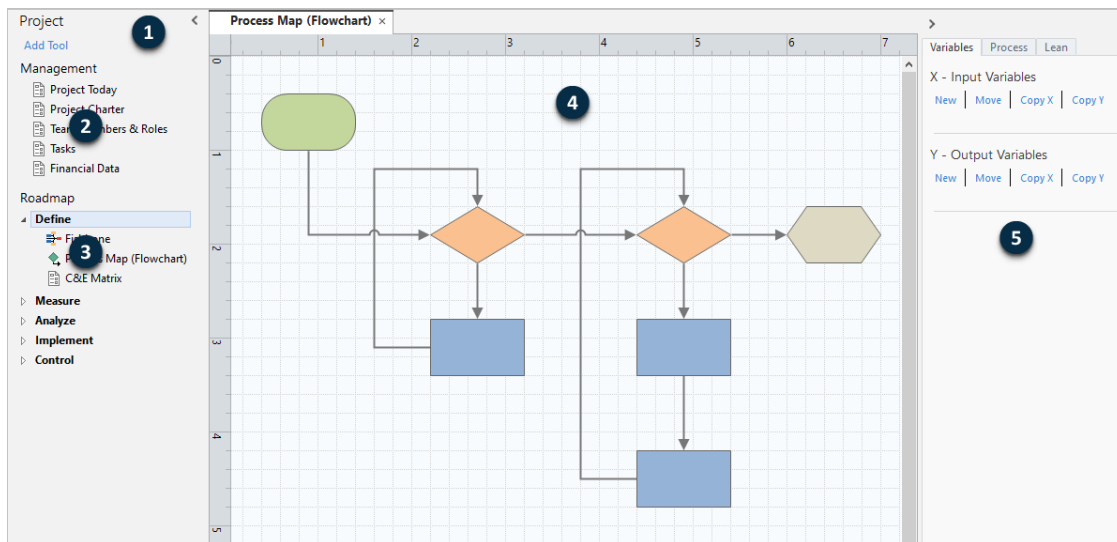 Project
1
Add Tool
Management
Project Today
Project Charter
2
Members & Roles
Tasks
Financial Data
Roadmap
Define
3
Map (Flowchart)
C&E Matrix
Measure
Analyze
Implement
Control
Process Map (Flowchart) ×
1 2 3 4 5 6 7
0
1
2
3
4
5
4
Variables Process Lean
X - Input Variables
New Move Copy X Copy Y
Y - Output Variables
New Move Copy X Copy Y
5